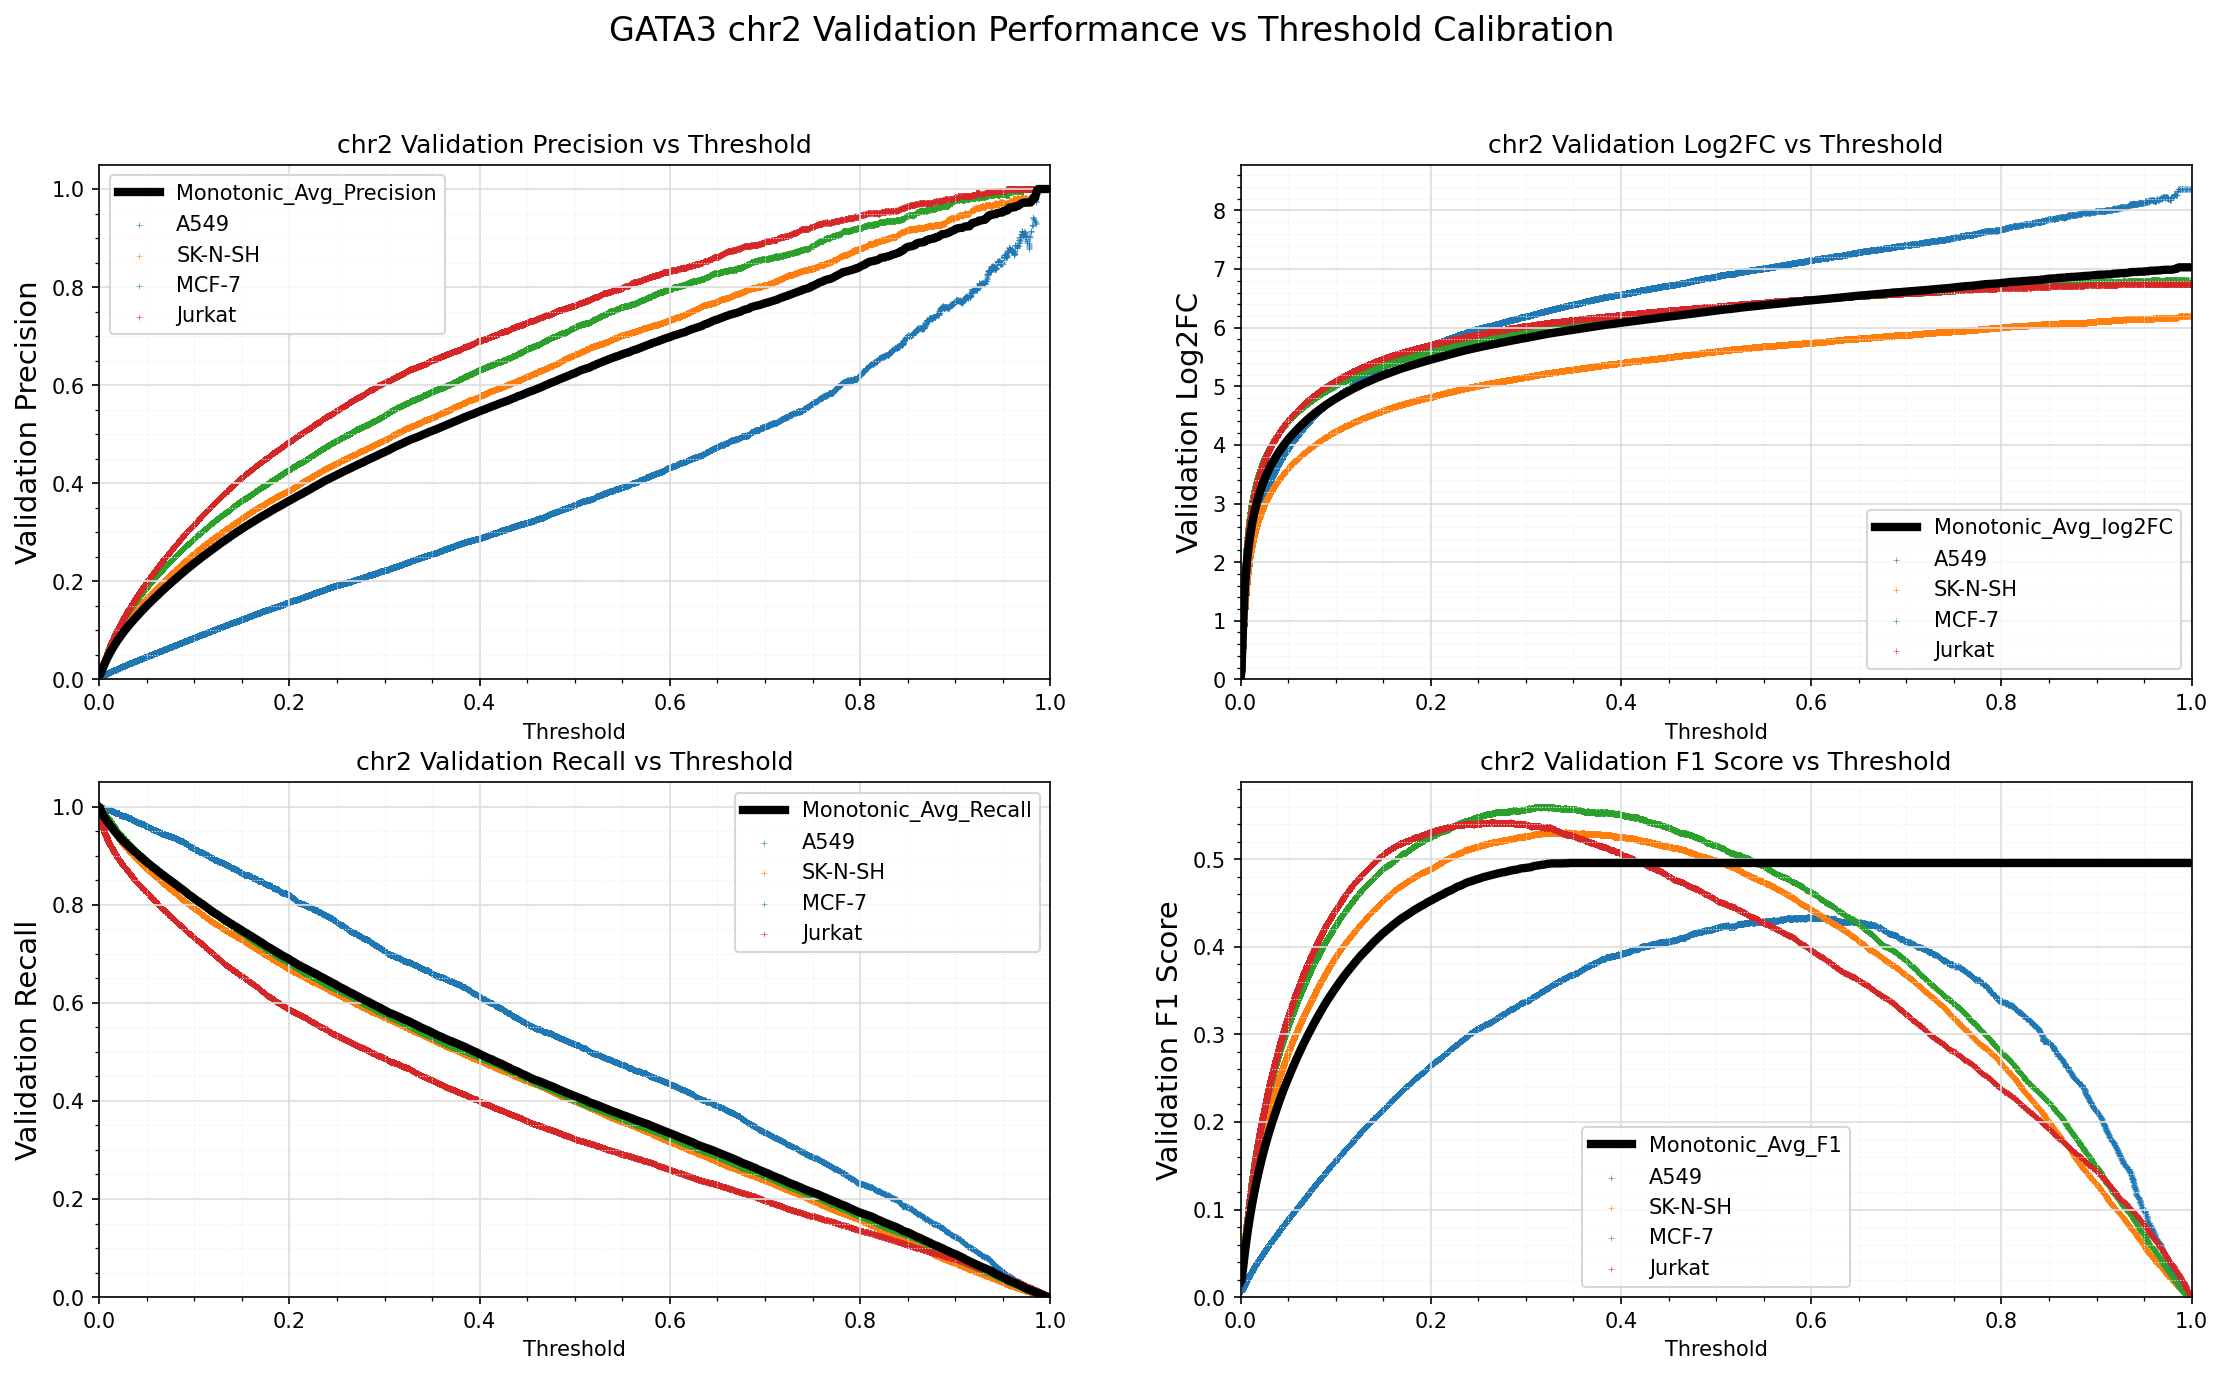 GATA3 chr2 Validation Performance vs Threshold Calibration
chr2 Validation Precision vs Threshold
Validation Precision
1.0
0.8
0.6
0.4
0.2
0.0
Monotonic_Avg_Precision
A549
SK-N-SH
MCF-7
Jurkat
0.0 0.2 0.4 0.6 0.8 1.0
Threshold
chr2 Validation Log2FC vs Threshold
Validation Log2FC
8
7
6
5
4
3
2
1
0
Monotonic_Avg_log2FC
A549
SK-N-SH
MCF-7
Jurkat
0.0 0.2 0.4 0.6 0.8 1.0
Threshold
chr2 Validation Recall vs Threshold
Validation Recall
1.0
0.8
0.6
0.4
0.2
0.0
Monotonic_Avg_Recall
A549
SK-N-SH
MCF-7
Jurkat
0.0 0.2 0.4 0.6 0.8 1.0
Threshold
chr2 Validation F1 Score vs Threshold
Validation F1 Score
0.5
0.4
0.3
0.2
0.1
0.0
Monotonic_Avg_F1
A549
SK-N-SH
MCF-7
Jurkat
0.0 0.2 0.4 0.6 0.8 1.0
Threshold